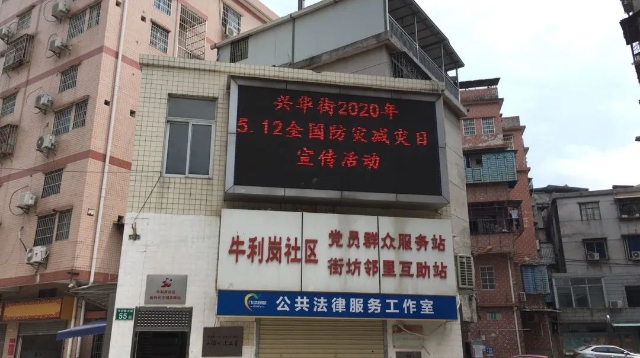 兴华街2020年
5.12全国防灾减灾日
宣传活动
牛利岗社区
党员群众服务站
街坊邻里互助站
公共法律服务工作室
55